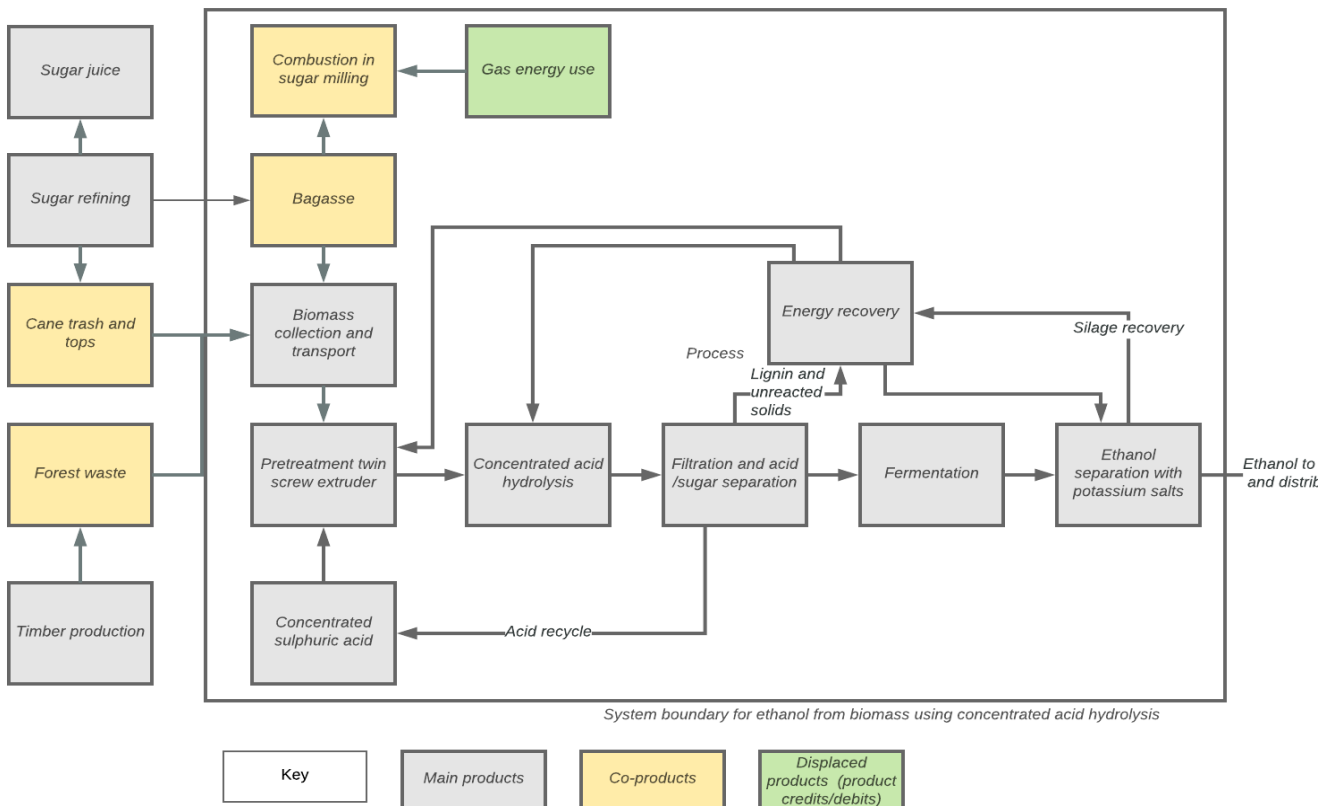 Sugar juice
Combustion in
sugar milling
Gas energy use
Sugar refining
Bagasse
Cane trash and
tops
Biomass
collection and
transport
Energy recovery
Silage recovery
Process
Lignin and
unreacted
solids
Forest waste
Pretreatment twin
screw extruder
Concentrated acid
hydrolysis
Filtration and acid
/sugar separation
Fermentation
Ethanol
separation with
potassium salts
Ethanol to
and distrib
Timber production
Concentrated
sulphuric acid
Acid recycle
System boundary for ethanol from biomass using concentrated acid hydrolysis
Key
Main products
Co-products
Displaced
products (product
credits/debits)